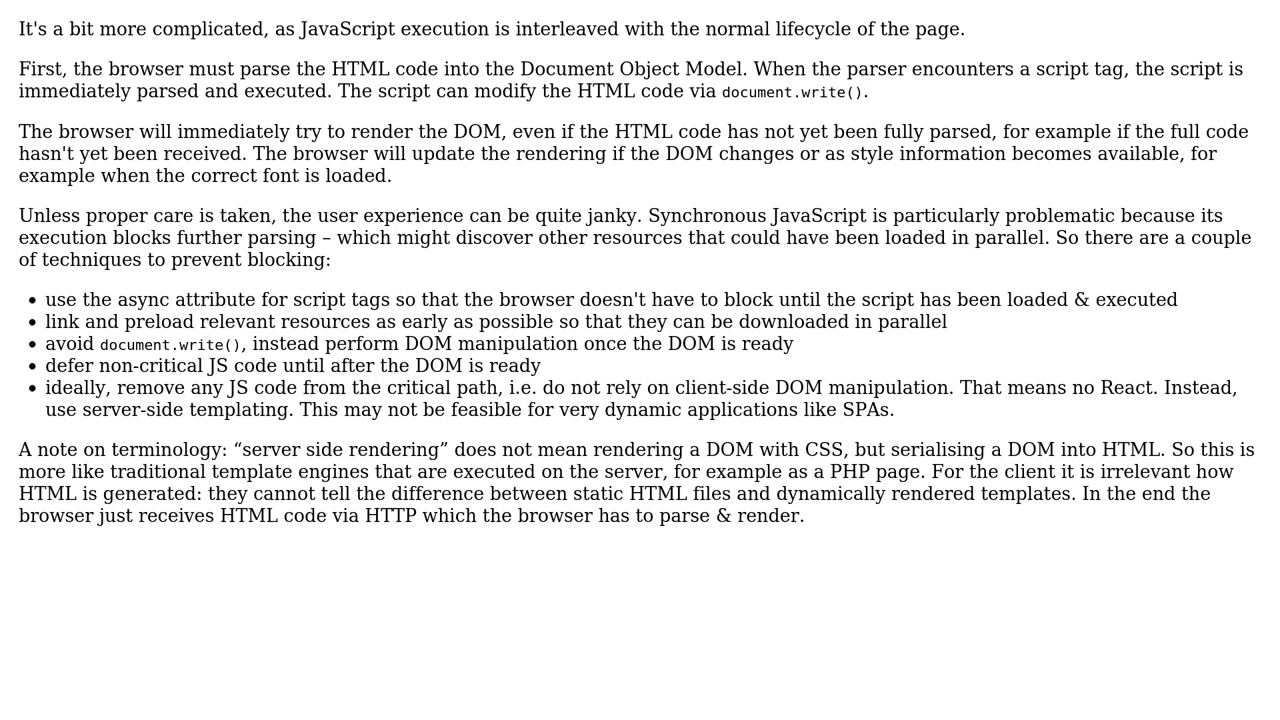 It's a bit more complicated, as JavaScript execution is interleaved with the normal lifecycle of the page.
First, the browser must parse the HTML code into the Document Object Model. When the parser encounters a script tag, the script is
immediately parsed and executed. The script can modify the HTML code via document.write().
The browser will immediately try to render the DOM, even if the HTML code has not yet been fully parsed, for example if the full code
hasn't yet been received. The browser will update the rendering if the DOM changes or as style information becomes available, for
example when the correct font is loaded.
Unless proper care is taken, the user experience can be quite janky. Synchronous JavaScript is particularly problematic because its
execution blocks further parsing – which might discover other resources that could have been loaded in parallel. So there are a couple
of techniques to prevent blocking:
• use the async attribute for script tags so that the browser doesn't have to block until the script has been loaded & executed
• link and preload relevant resources as early as possible so that they can be downloaded in parallel
• avoid document.write(), instead perform DOM manipulation once the DOM is ready
• defer non-critical JS code until after the DOM is ready
• ideally, remove any JS code from the critical path, i.e. do not rely on client-side DOM manipulation. That means no React. Instead,
use server-side templating. This may not be feasible for very dynamic applications like SPAs.
A note on terminology: “server side rendering” does not mean rendering a DOM with CSS, but serialising a DOM into HTML. So this is
more like traditional template engines that are executed on the server, for example as a PHP page. For the client it is irrelevant how
HTML is generated: they cannot tell the difference between static HTML files and dynamically rendered templates. In the end the
browser just receives HTML code via HTTP which the browser has to parse & render.